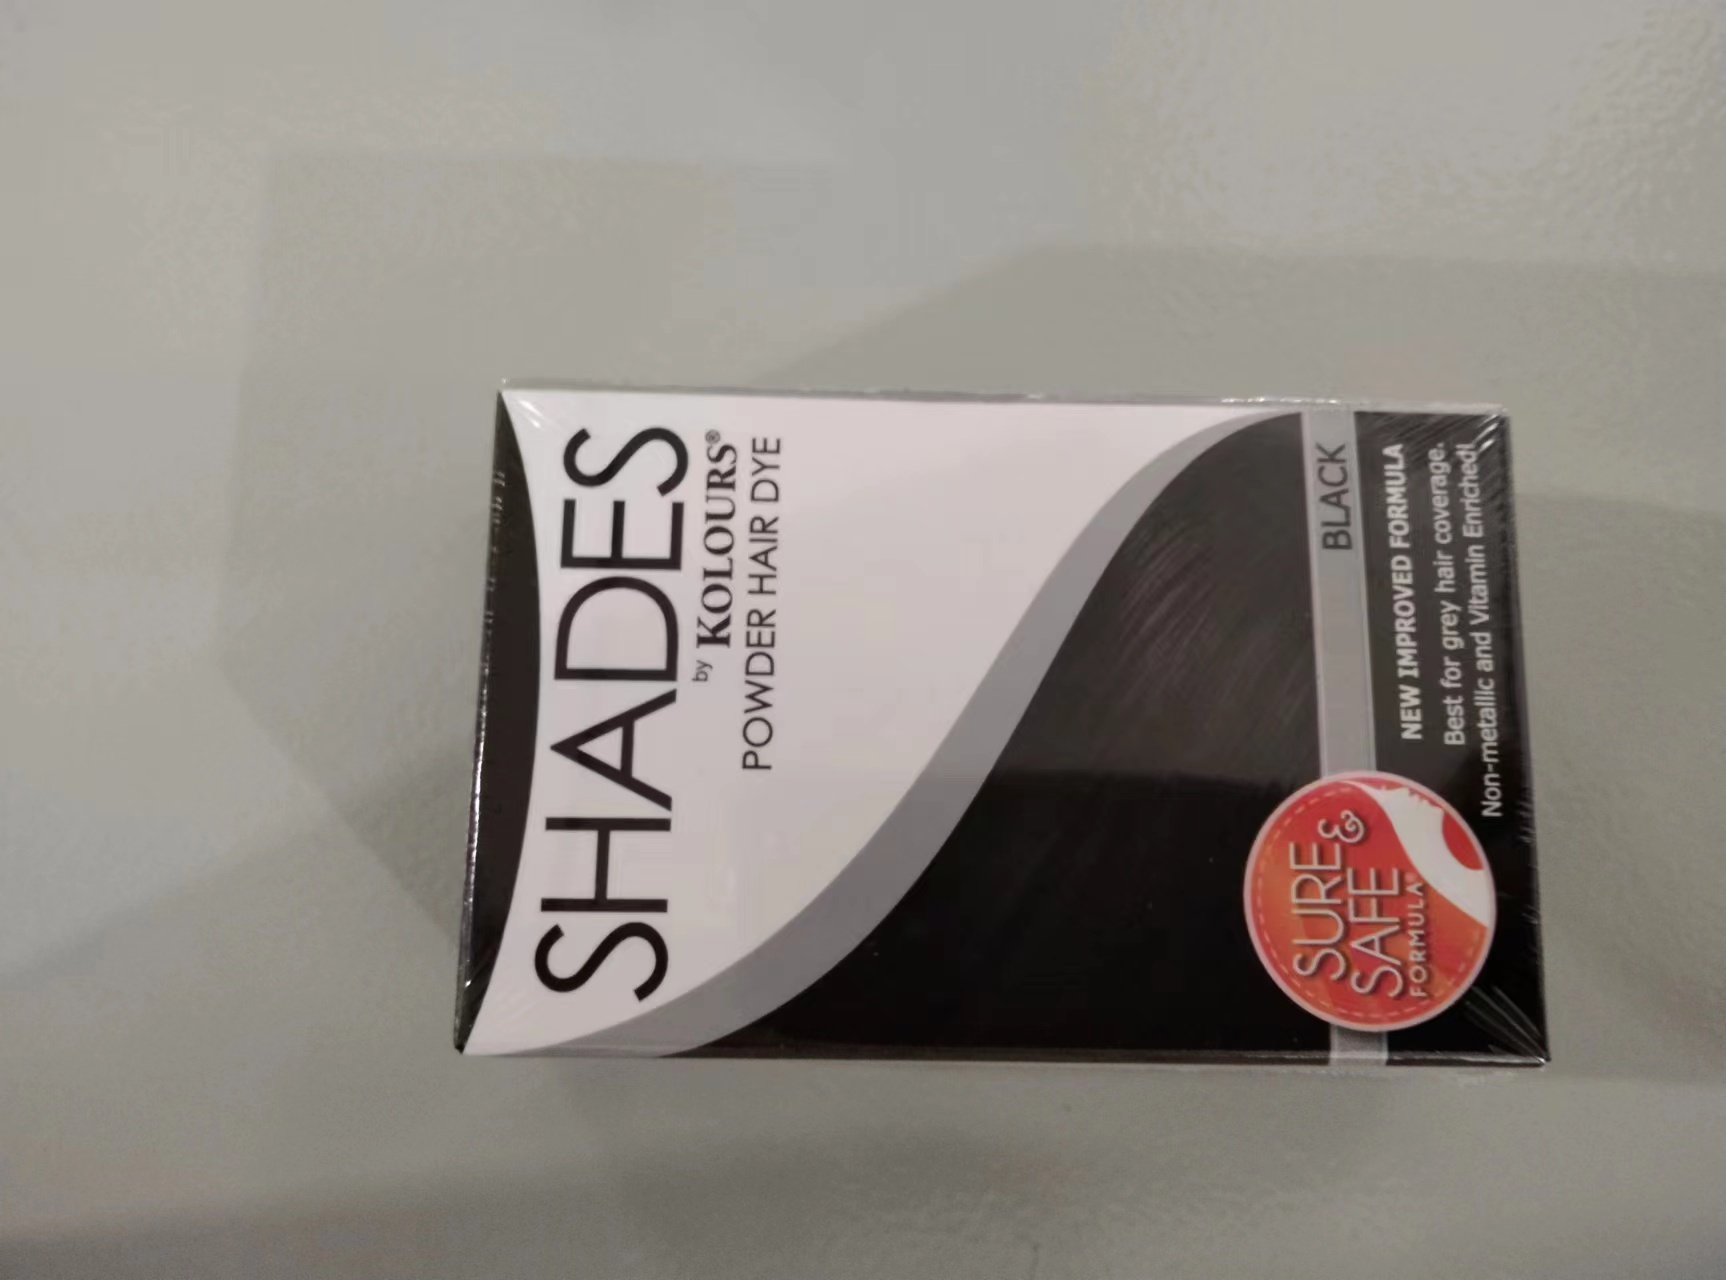 SHADES
by KOLOURS®
POWDER HAIR DYE
BLACK
NEW IMPROVED FORMULA
Best for grey hair coverage.
Non-metallic and Vitamin Enriched!
SURE &
SAFE
FORMULA